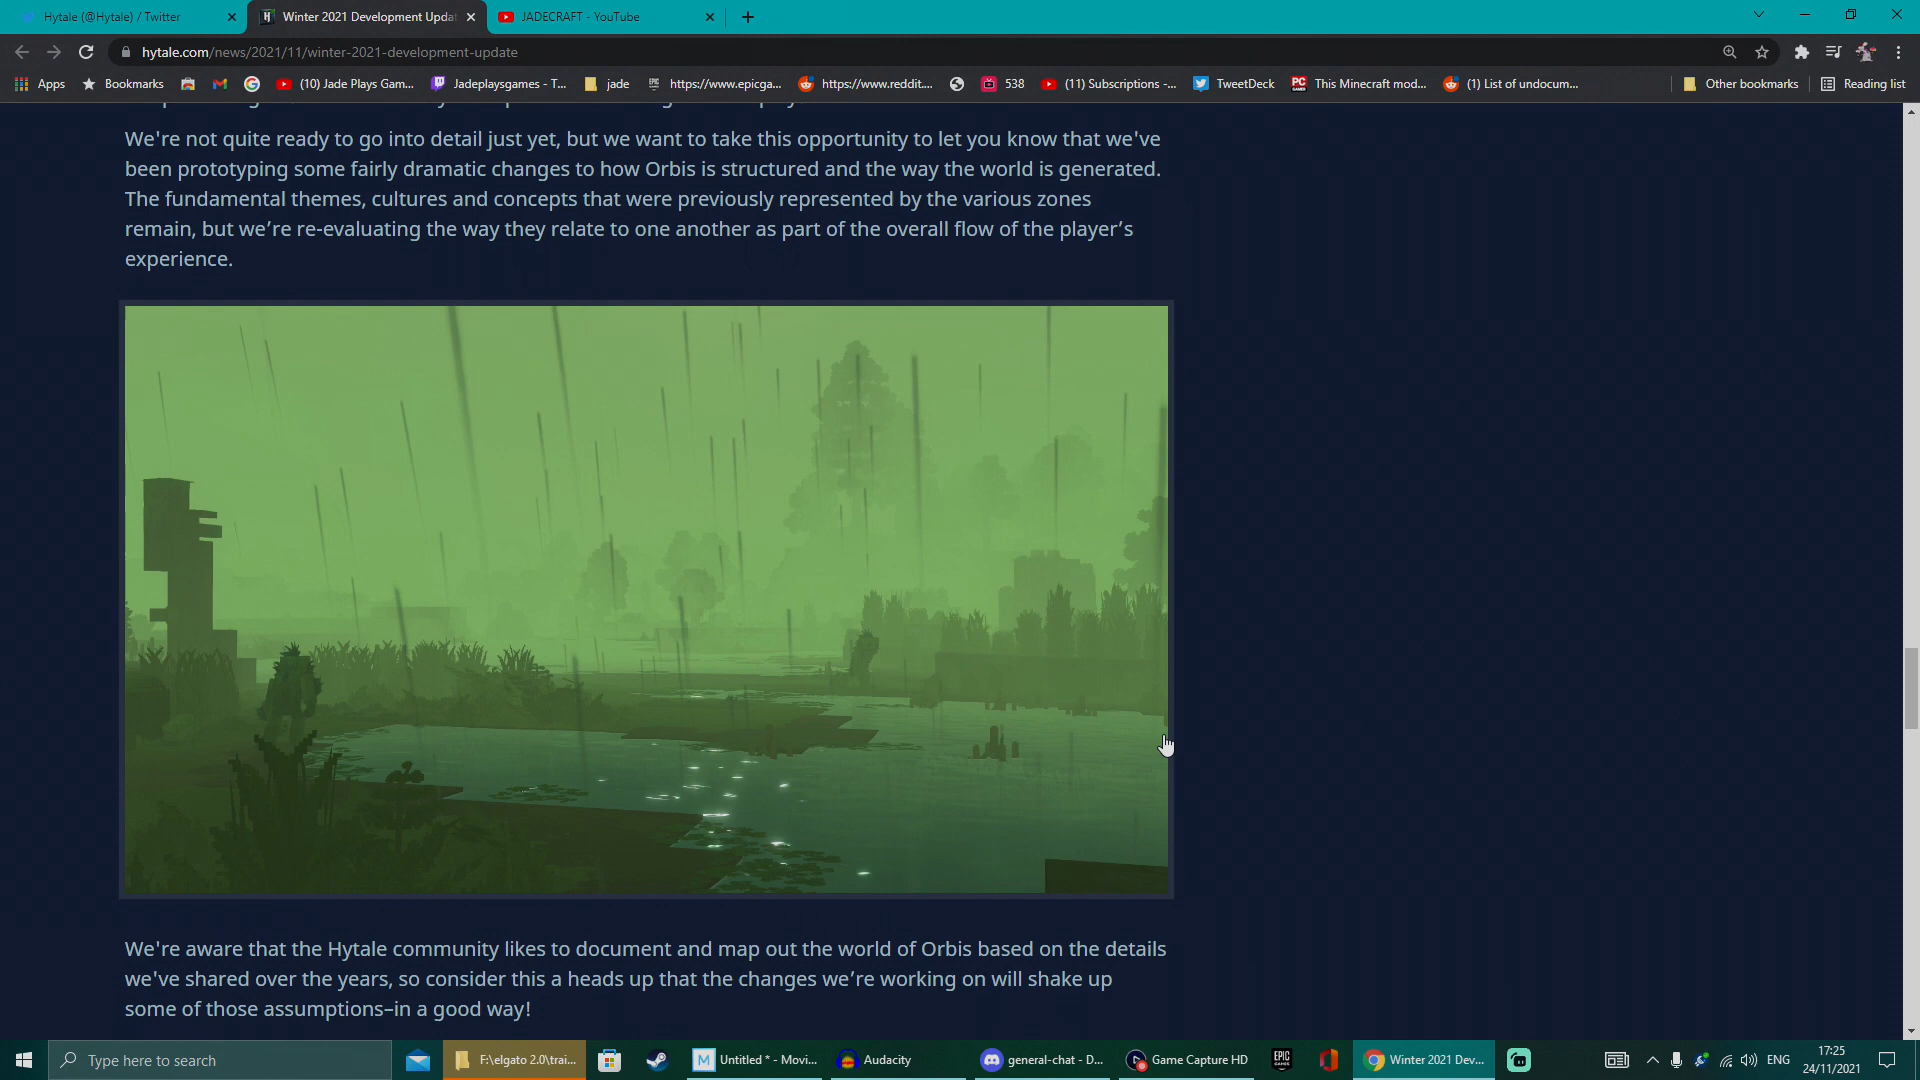 Hytale (@Hytale) / Twitter
Winter 2021 Development Upda
JADECRAFT - YouTube
hytale.com/news/2021/11/winter-2021-development-update
Apps
Bookmarks
(10) Jade Plays Gam...
Jadeplaysgames - T...
jade
https://www.epicga...
https://www.reddit....
538
(11) Subscriptions -...
TweetDeck
This Minecraft mod...
(1) List of undocum...
Other bookmarks
Reading list
We're not quite ready to go into detail just yet, but we want to take this opportunity to let you know that we've
been prototyping some fairly dramatic changes to how Orbis is structured and the way the world is generated.
The fundamental themes, cultures and concepts that were previously represented by the various zones
remain, but we’re re-evaluating the way they relate to one another as part of the overall flow of the player’s
experience.
We're aware that the Hytale community likes to document and map out the world of Orbis based on the details
we've shared over the years, so consider this a heads up that the changes we’re working on will shake up
some of those assumptions–in a good way!
Type here to search
F:\elgato 2.0\trai...
Untitled * - Movi...
Audacity
general-chat - D...
Game Capture HD
EPIC GAMES
Winter 2021 Dev...
ENG
17:25
24/11/2021